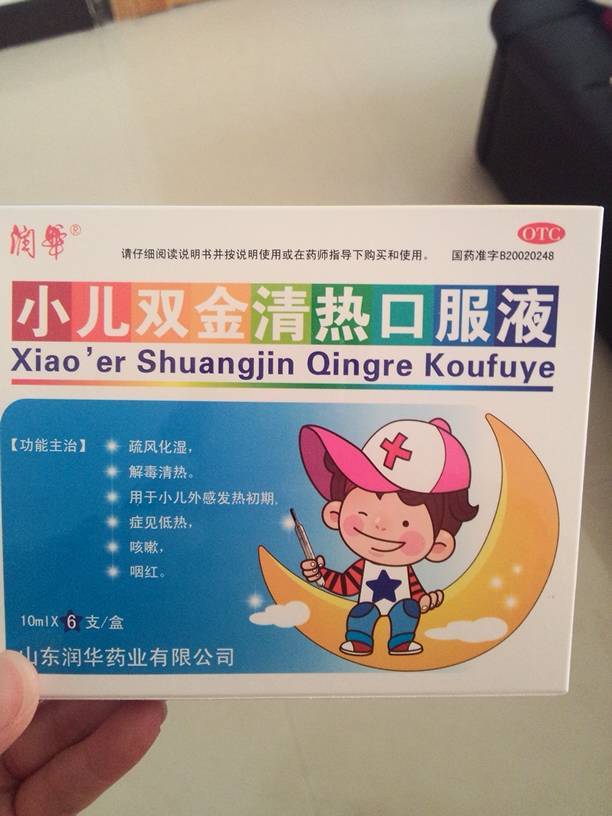 润华®
OTC
请仔细阅读说明书并按说明使用或在药师指导下购买和使用。 国药准字B20020248
小儿双金清热口服液
Xiao'er Shuangjin Qingre Koufuye
【功能主治】 疏风化湿，
解毒清热。
用于小儿外感发热初期，
症见低热，
咳嗽，
咽红。
10mlX 6 支/盒
山东润华药业有限公司